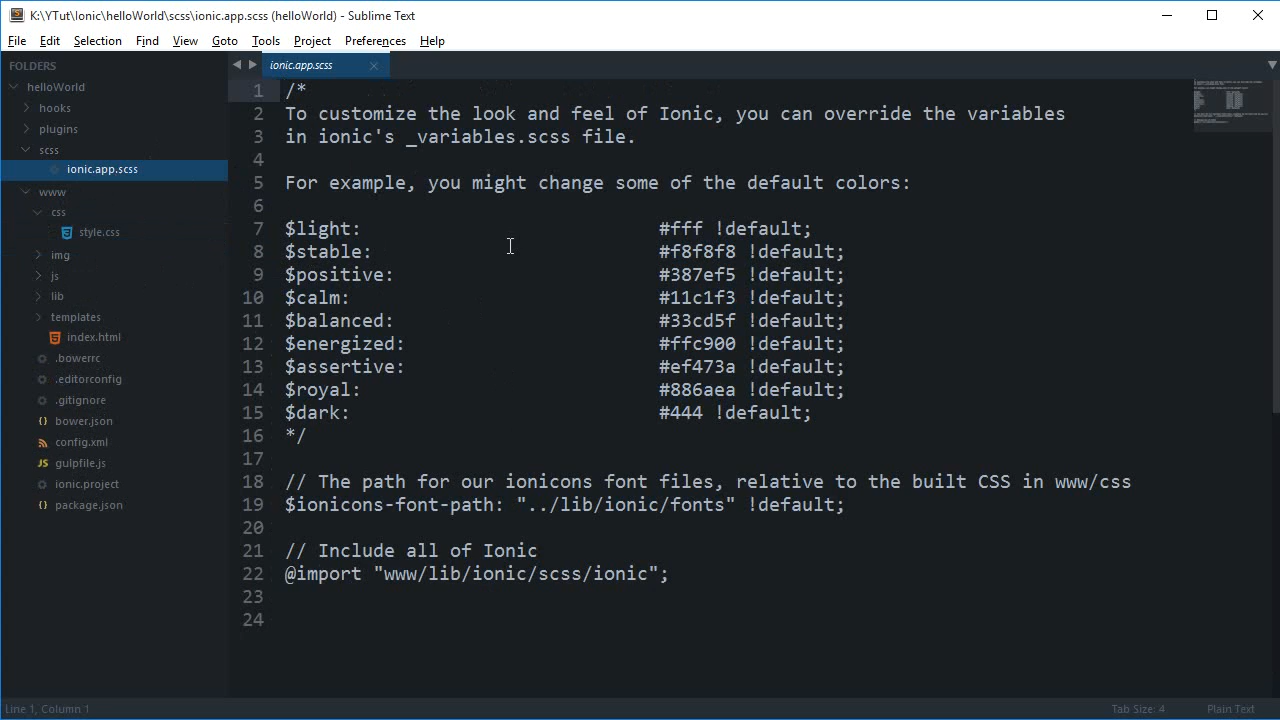 K:\YTut\Ionic\helloWorld\scss\ionic.app.scss (helloWorld) - Sublime Text
File Edit Selection Find View Goto Tools Project Preferences Help
FOLDERS
helloWorld
hooks
plugins
scss
ionic.app.scss
www
css
style.css
img
js
lib
templates
index.html
.bowerrc
.editorconfig
.gitignore
bower.json
config.xml
JS gulpfile.js
ionic.project
package.json
ionic.app.scss
1 /*
2 To customize the look and feel of Ionic, you can override the variables
3 in ionic's _variables.scss file.
4
5 For example, you might change some of the default colors:
6
7 $light: #fff !default;
8 $stable: #f8f8f8 !default;
9 $positive: #387ef5 !default;
10 $calm: #11c1f3 !default;
11 $balanced: #33cd5f !default;
12 $energized: #ffc900 !default;
13 $assertive: #ef473a !default;
14 $royal: #886aea !default;
15 $dark: #444 !default;
16 */
17
18 // The path for our ionicons font files, relative to the built CSS in www/css
19 $ionicons-font-path: "../lib/ionic/fonts" !default;
20
21 // Include all of Ionic
22 @import "www/lib/ionic/scss/ionic";
23
24
Line 1, Column 1
Tab Size: 4
Plain Text